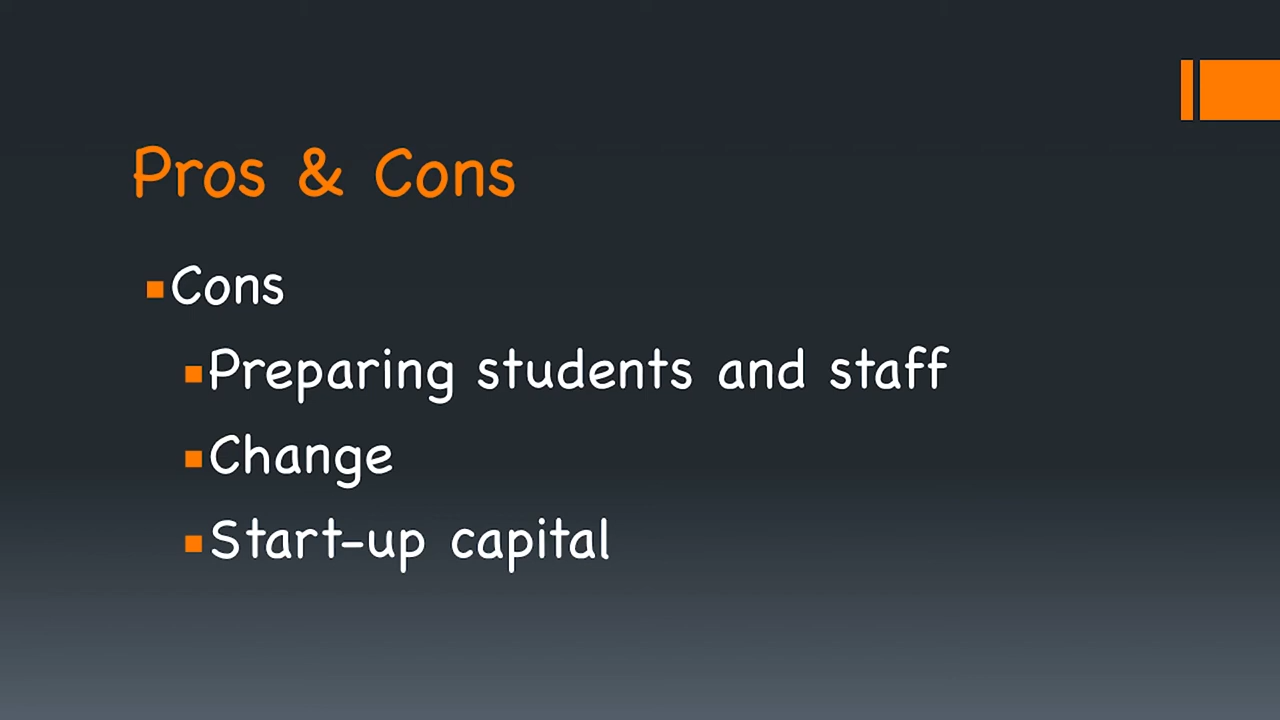 Pros & Cons
Cons
Preparing students and staff
Change
Start-up capital